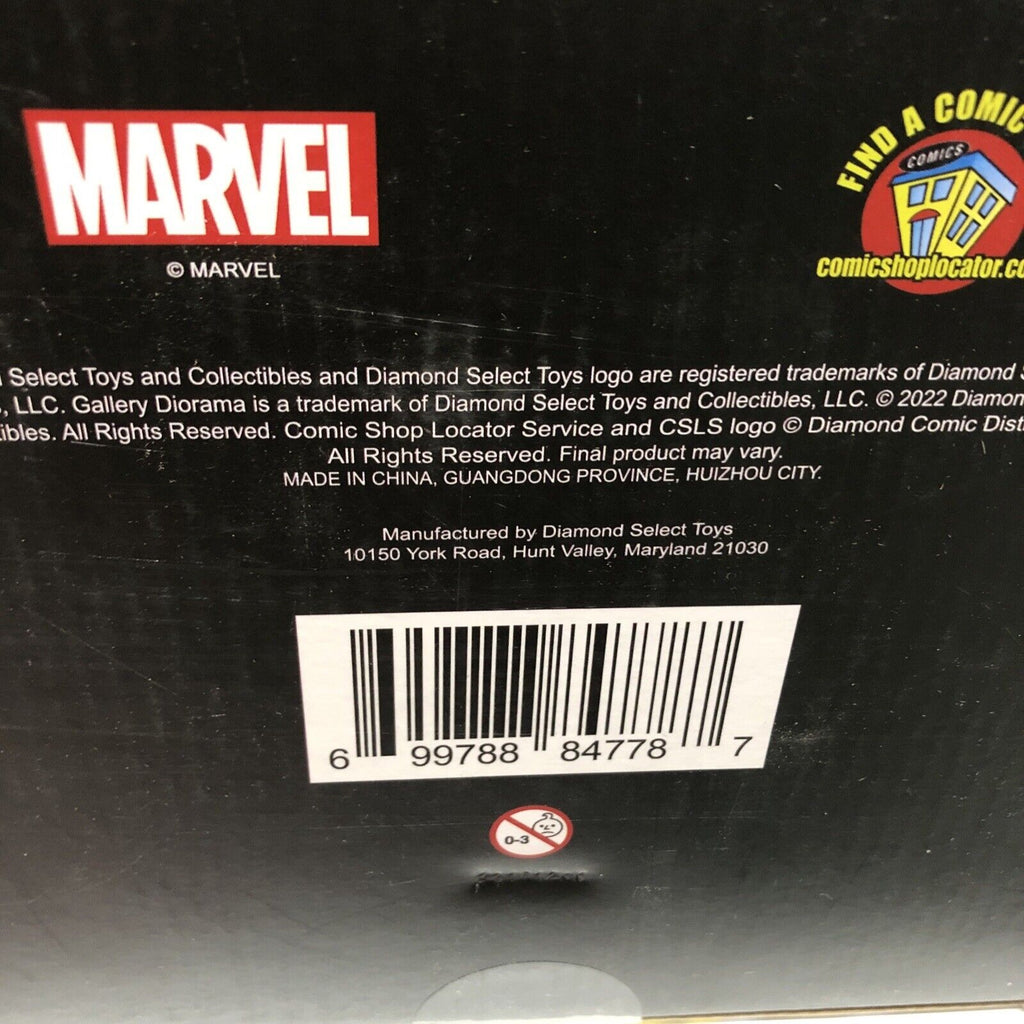 MARVEL
© MARVEL
FIND A COMIC
COMICS
comicshoplocator.co
Select Toys and Collectibles and Diamond Select Toys logo are registered trademarks of Diamond
, LLC. Gallery Diorama is a trademark of Diamond Select Toys and Collectibles, LLC. © 2022 Diamon
ibles. All Rights Reserved. Comic Shop Locator Service and CSLS logo © Diamond Comic Dist
All Rights Reserved. Final product may vary.
MADE IN CHINA, GUANGDONG PROVINCE, HUIZHOU CITY.
Manufactured by Diamond Select Toys
10150 York Road, Hunt Valley, Maryland 21030
6 99788 84778 7
0-3